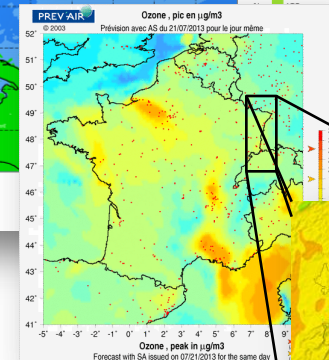 PREV'AIR
Ozone , pic en µg/m3
© 2003
Prévision avec AS du 21/07/2013 pour le jour même
52˚
51˚
50˚
49˚
48˚
47˚
46˚
45˚
44˚
43˚
42˚
41˚
-5˚ -4˚ -3˚ -2˚ -1˚ 0˚ 1˚ 2˚ 3˚ 4˚ 5˚ 6˚ 7˚ 8˚ 9˚
Ozone , peak in µg/m3
Forecast with SA issued on 07/21/2013 for the same day